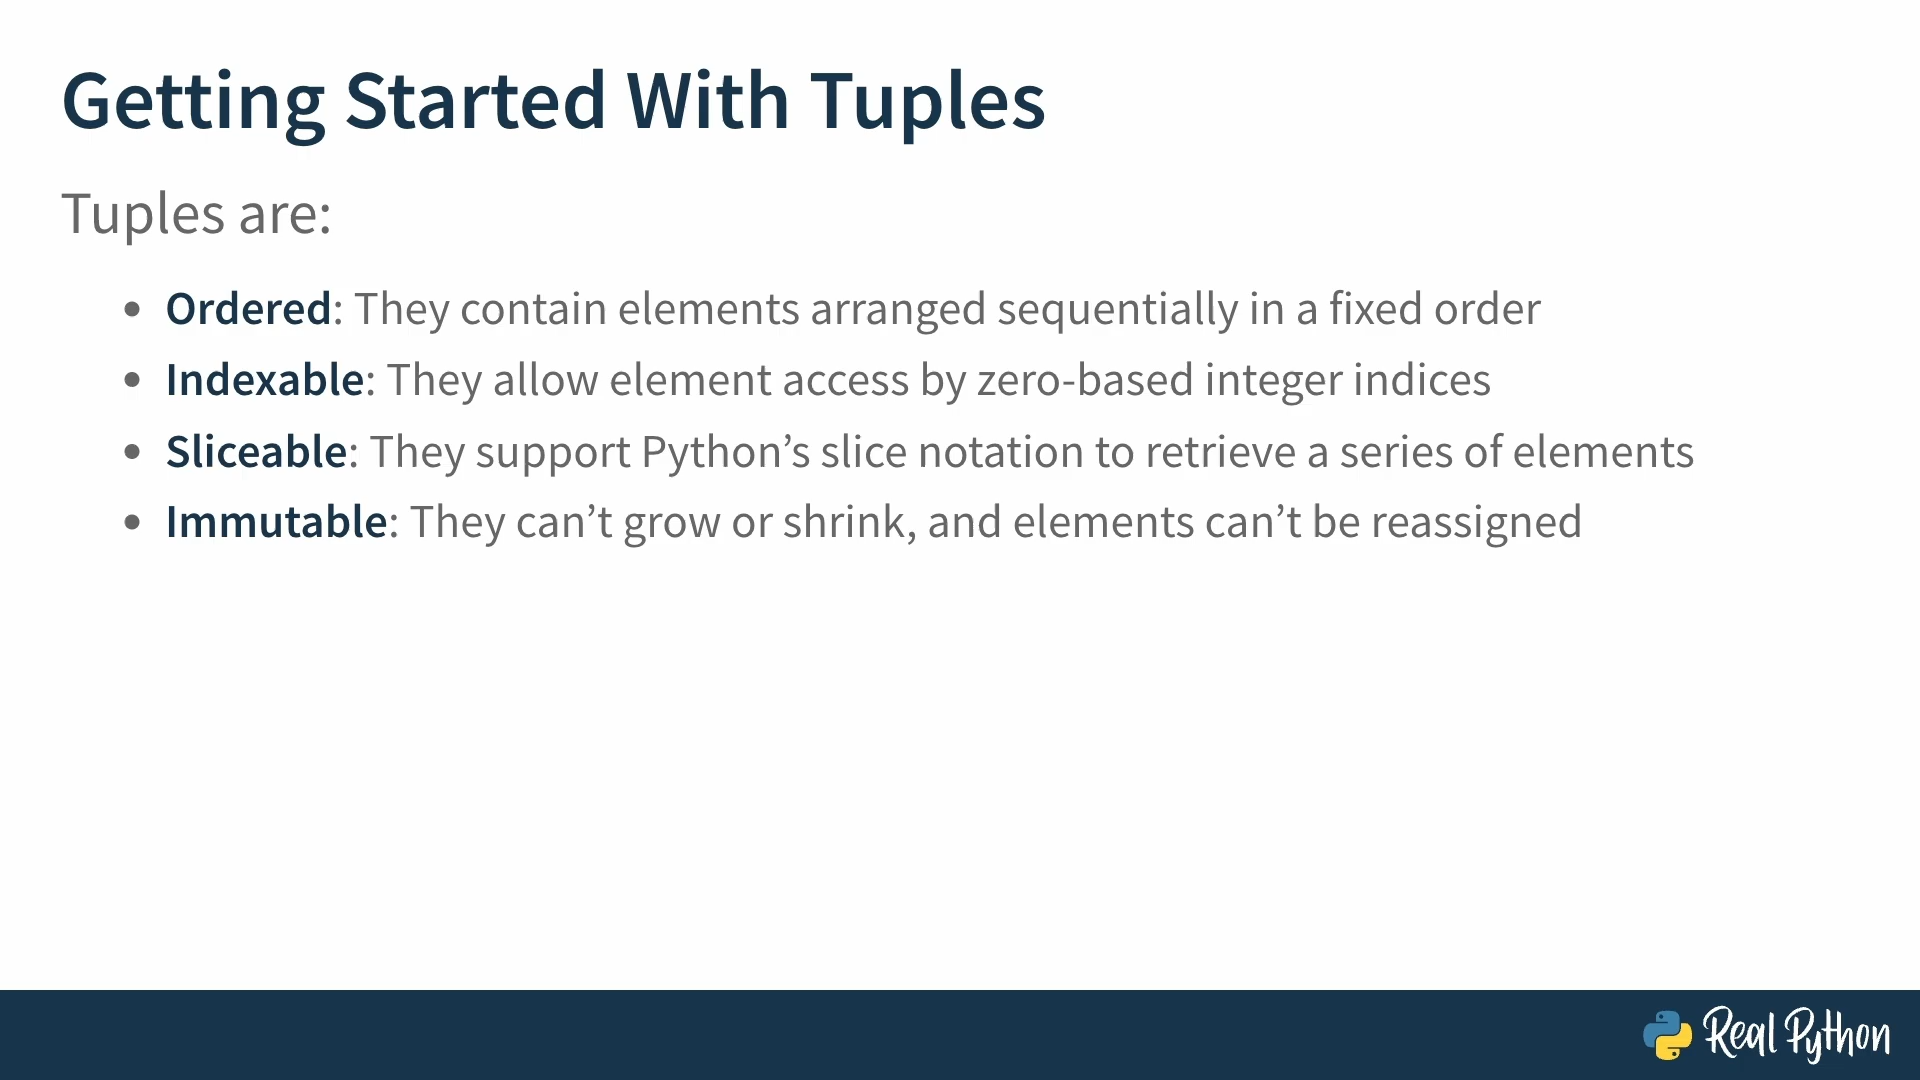 Getting Started With Tuples
Tuples are:
• Ordered: They contain elements arranged sequentially in a fixed order
• Indexable: They allow element access by zero-based integer indices
• Sliceable: They support Python’s slice notation to retrieve a series of elements
• Immutable: They can’t grow or shrink, and elements can’t be reassigned
Real Python